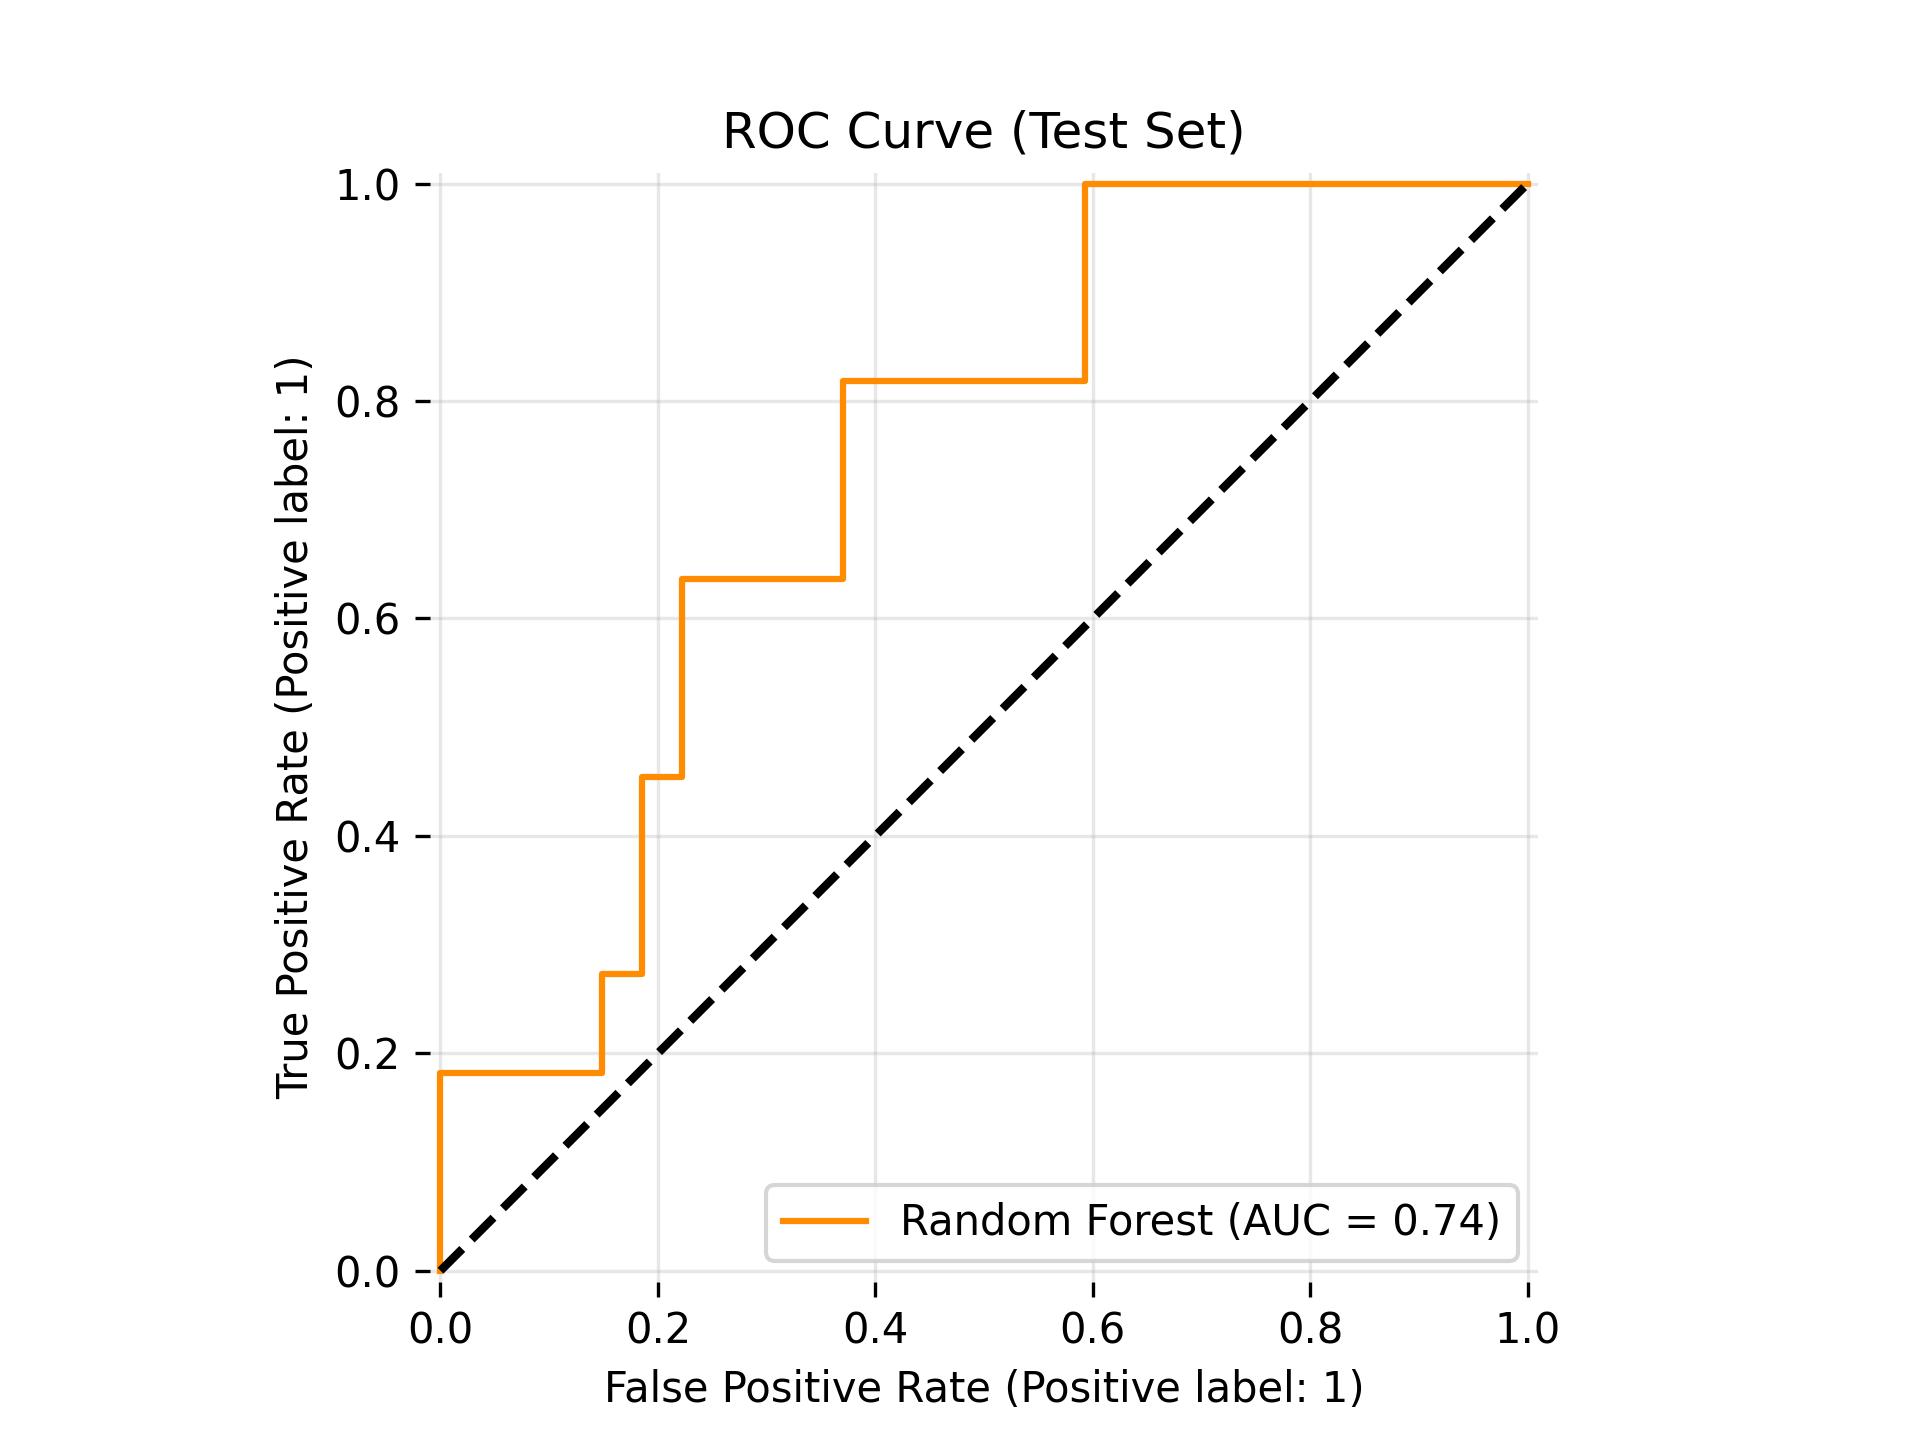 ROC Curve (Test Set)
True Positive Rate (Positive label: 1)
1.0
0.8
0.6
0.4
0.2
0.0
Random Forest (AUC = 0.74)
0.0 0.2 0.4 0.6 0.8 1.0
False Positive Rate (Positive label: 1)